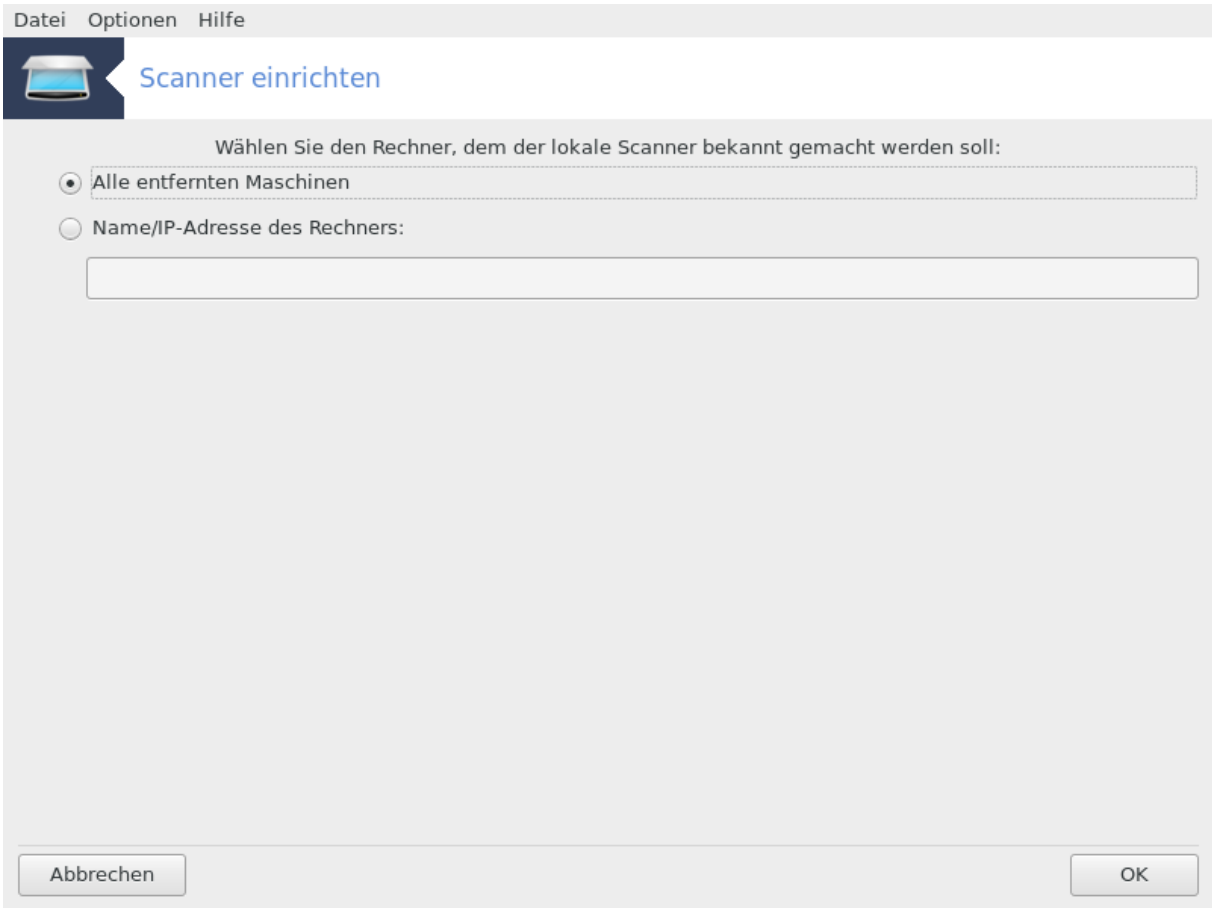 Datei Optionen Hilfe
Scanner einrichten
Wählen Sie den Rechner, dem der lokale Scanner bekannt gemacht werden soll:
Alle entfernten Maschinen
Name/IP-Adresse des Rechners:
Abbrechen OK